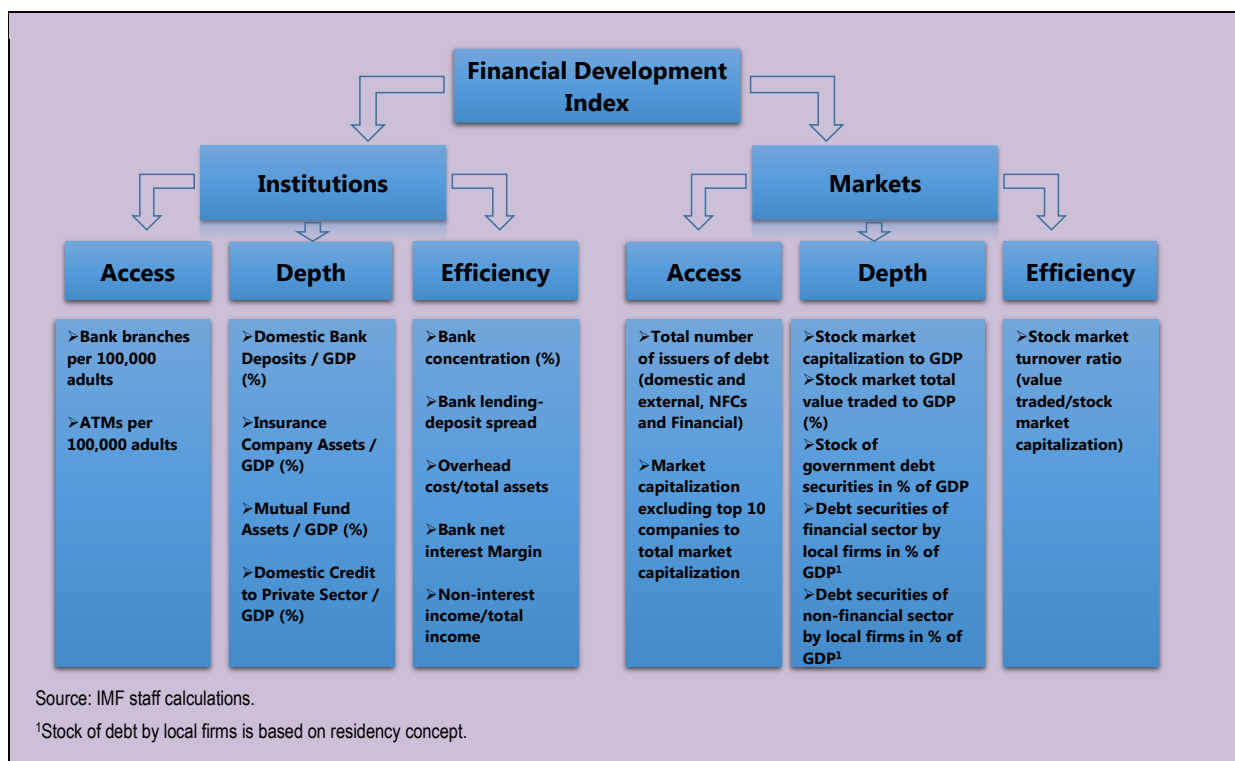 Financial Development
Index
Institutions
Markets
Access
Depth
Efficiency
Access
Depth
Efficiency
➢Bank branches
per 100,000
adults
➢ATMs per
100,000 adults
➢Domestic Bank
Deposits / GDP
(%)
➢Insurance
Company Assets /
GDP (%)
➢Mutual Fund
Assets / GDP (%)
➢Domestic Credit
to Private Sector /
GDP (%)
➢Bank
concentration (%)
➢Bank lending-
deposit spread
➢Overhead
cost/total assets
➢Bank net
interest Margin
➢Non-interest
income/total
income
➢Total number
of issuers of debt
(domestic and
external, NFCs
and Financial)
➢Market
capitalization
excluding top 10
companies to
total market
capitalization
➢Stock market
capitalization to GDP
➢Stock market total
value traded to GDP
(%)
➢Stock of
government debt
securities in % of GDP
➢Debt securities of
financial sector by
local firms in % of
GDP¹
➢Debt securities of
non-financial sector
by local firms in % of
GDP¹
➢Stock market
turnover ratio
(value
traded/stock
market
capitalization)
Source: IMF staff calculations.
¹Stock of debt by local firms is based on residency concept.